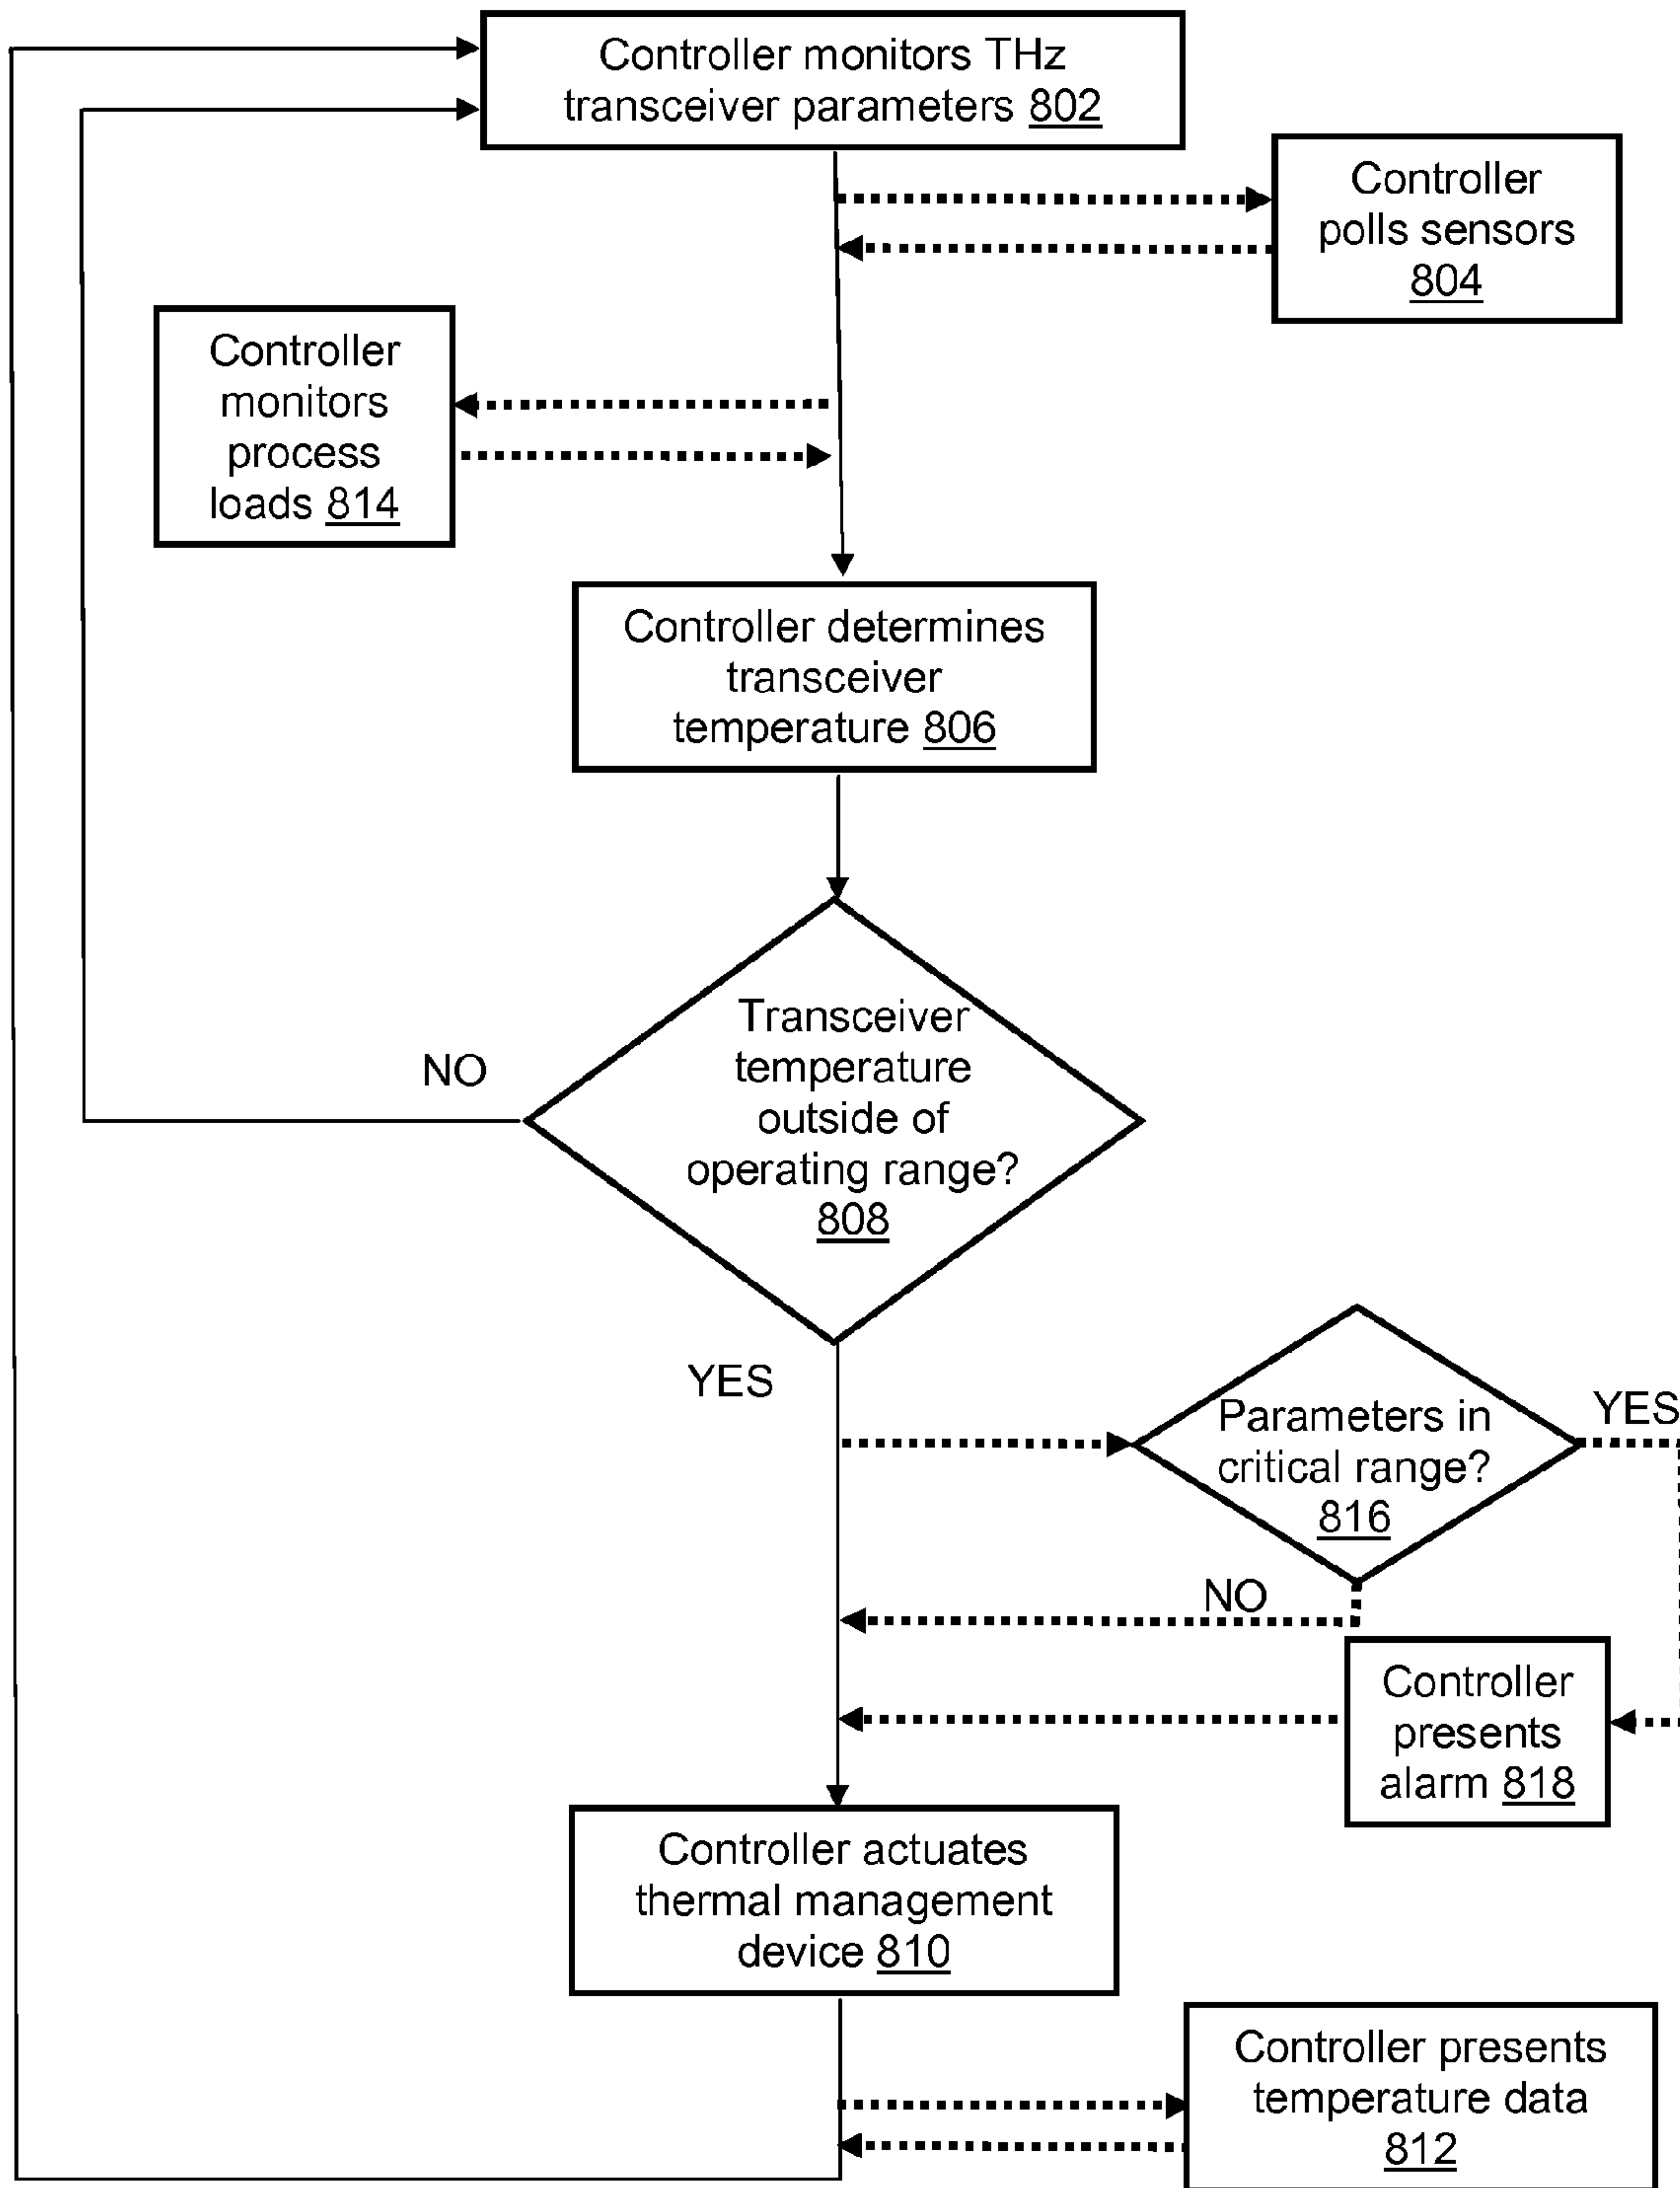 Controller monitors THz
transceiver parameters 802
Controller
polls sensors
804
Controller
monitors
process
loads 814
Controller determines
transceiver
temperature 806
Transceiver
temperature
outside of
operating range?
808
NO
YES
Parameters in
critical range?
816
YES
NO
Controller
presents
alarm 818
Controller actuates
thermal management
device 810
Controller presents
temperature data
812